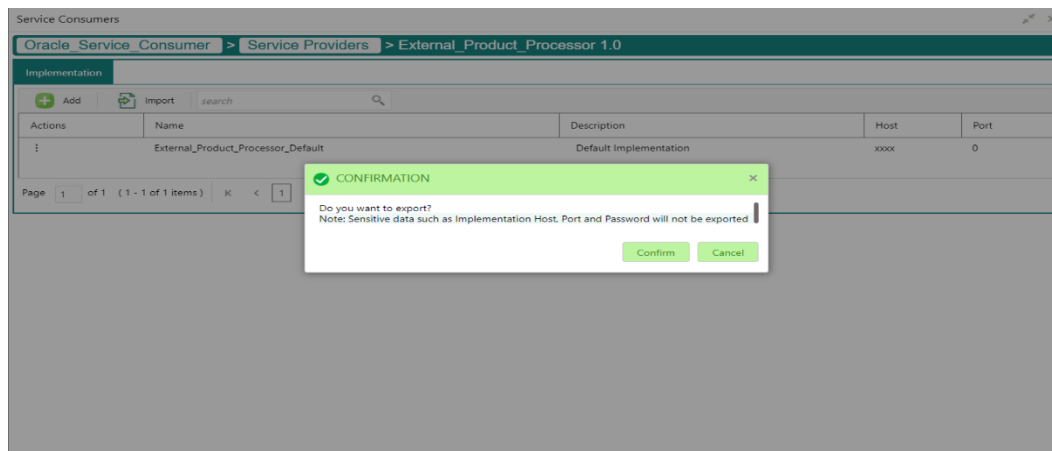 Service Consumers
Oracle_Service_Consumer > Service Providers > External_Product_Processor 1.0
Implementation
Add Import search
Actions Name Description Host Port
External_Product_Processor_Default Default Implementation xxxx 0
Page 1 of 1 (1 - 1 of 1 items) K < 1
CONFIRMATION ×
Do you want to export?
Note: Sensitive data such as Implementation Host, Port and Password will not be exported
Confirm Cancel